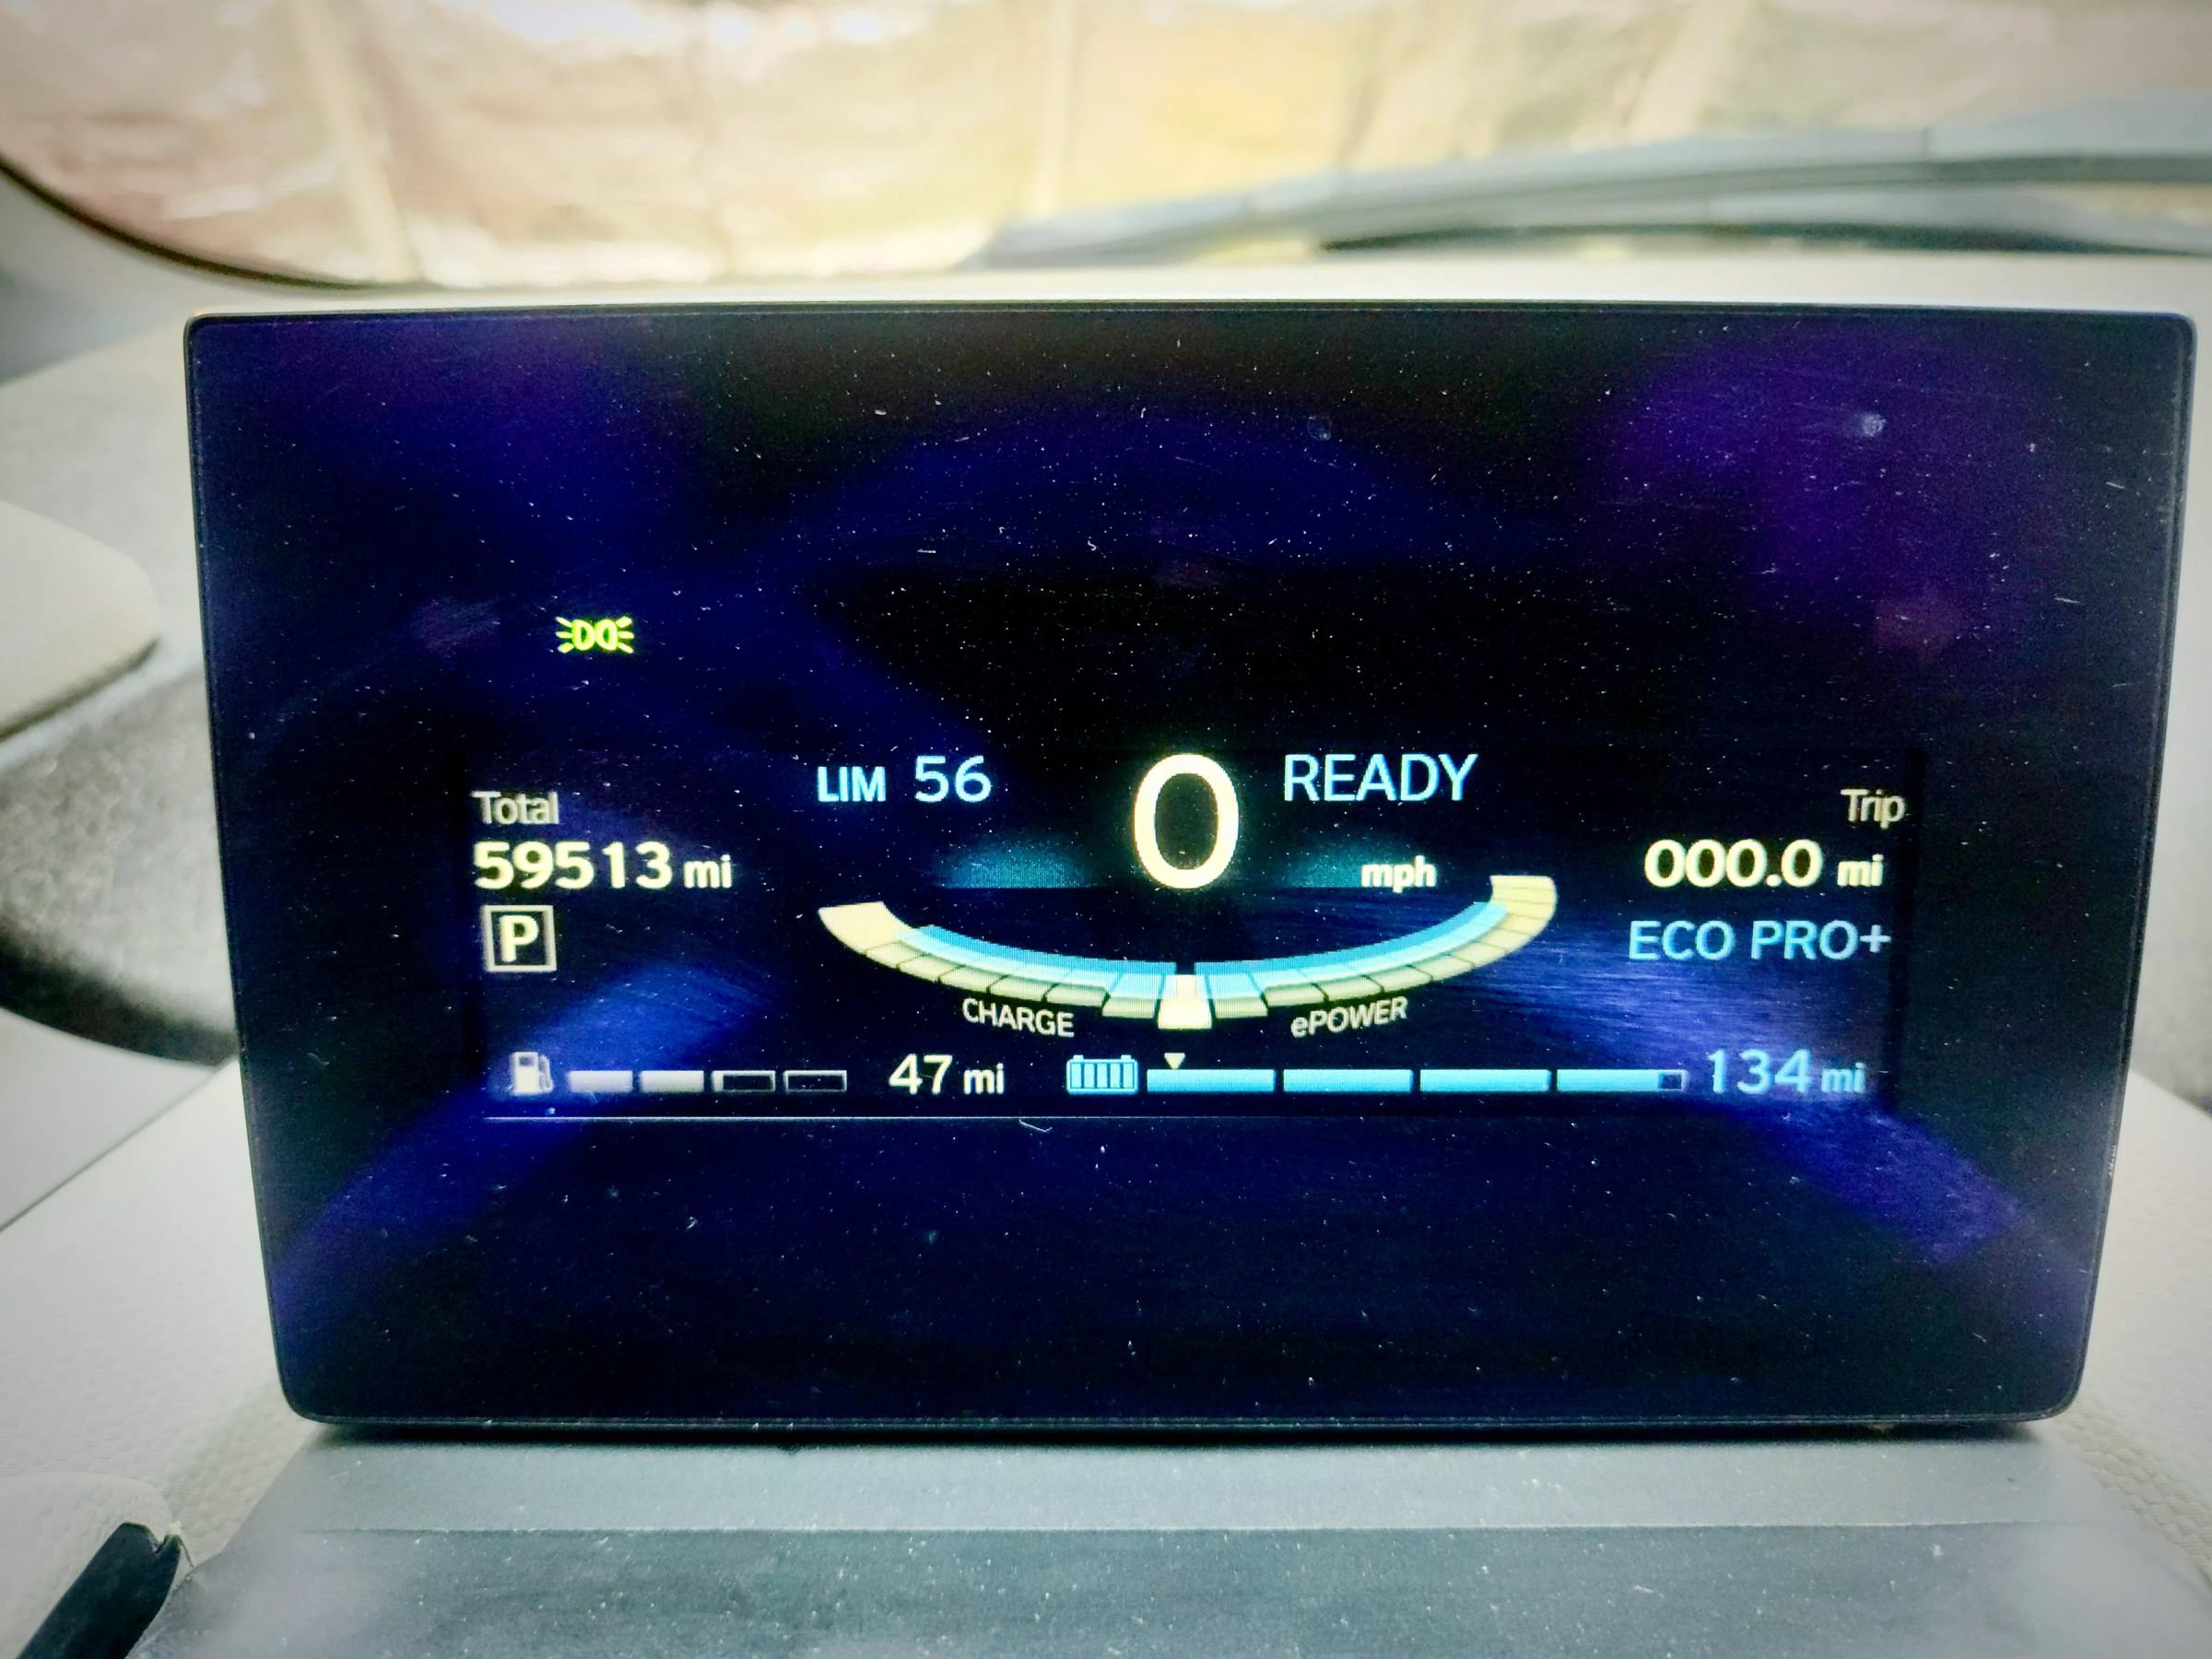 LIM 56
0
READY
mph
Total
59513 mi
P
Trip
000.0 mi
ECO PRO+
CHARGE
ePOWER
47 mi
134 mi